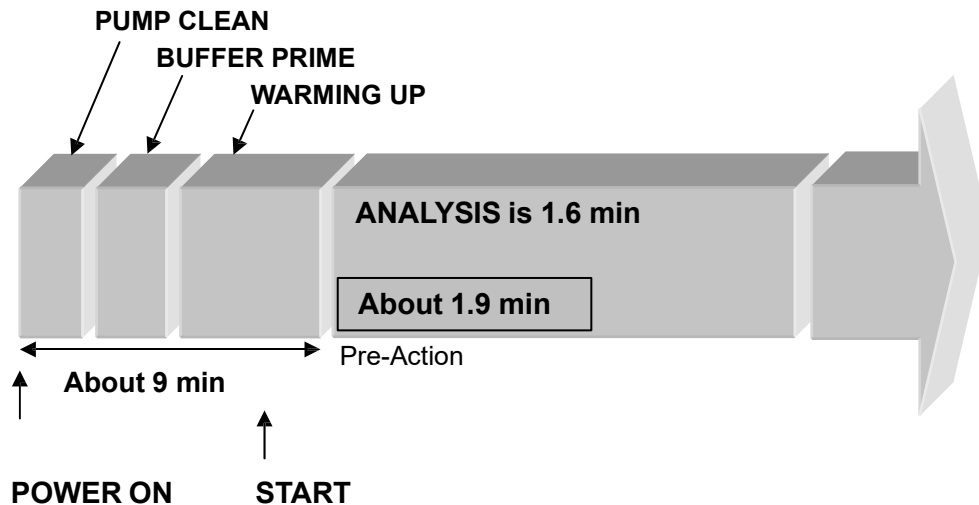 PUMP CLEAN
BUFFER PRIME
WARMING UP
ANALYSIS is 1.6 min
About 1.9 min
Pre-Action
About 9 min
POWER ON
START